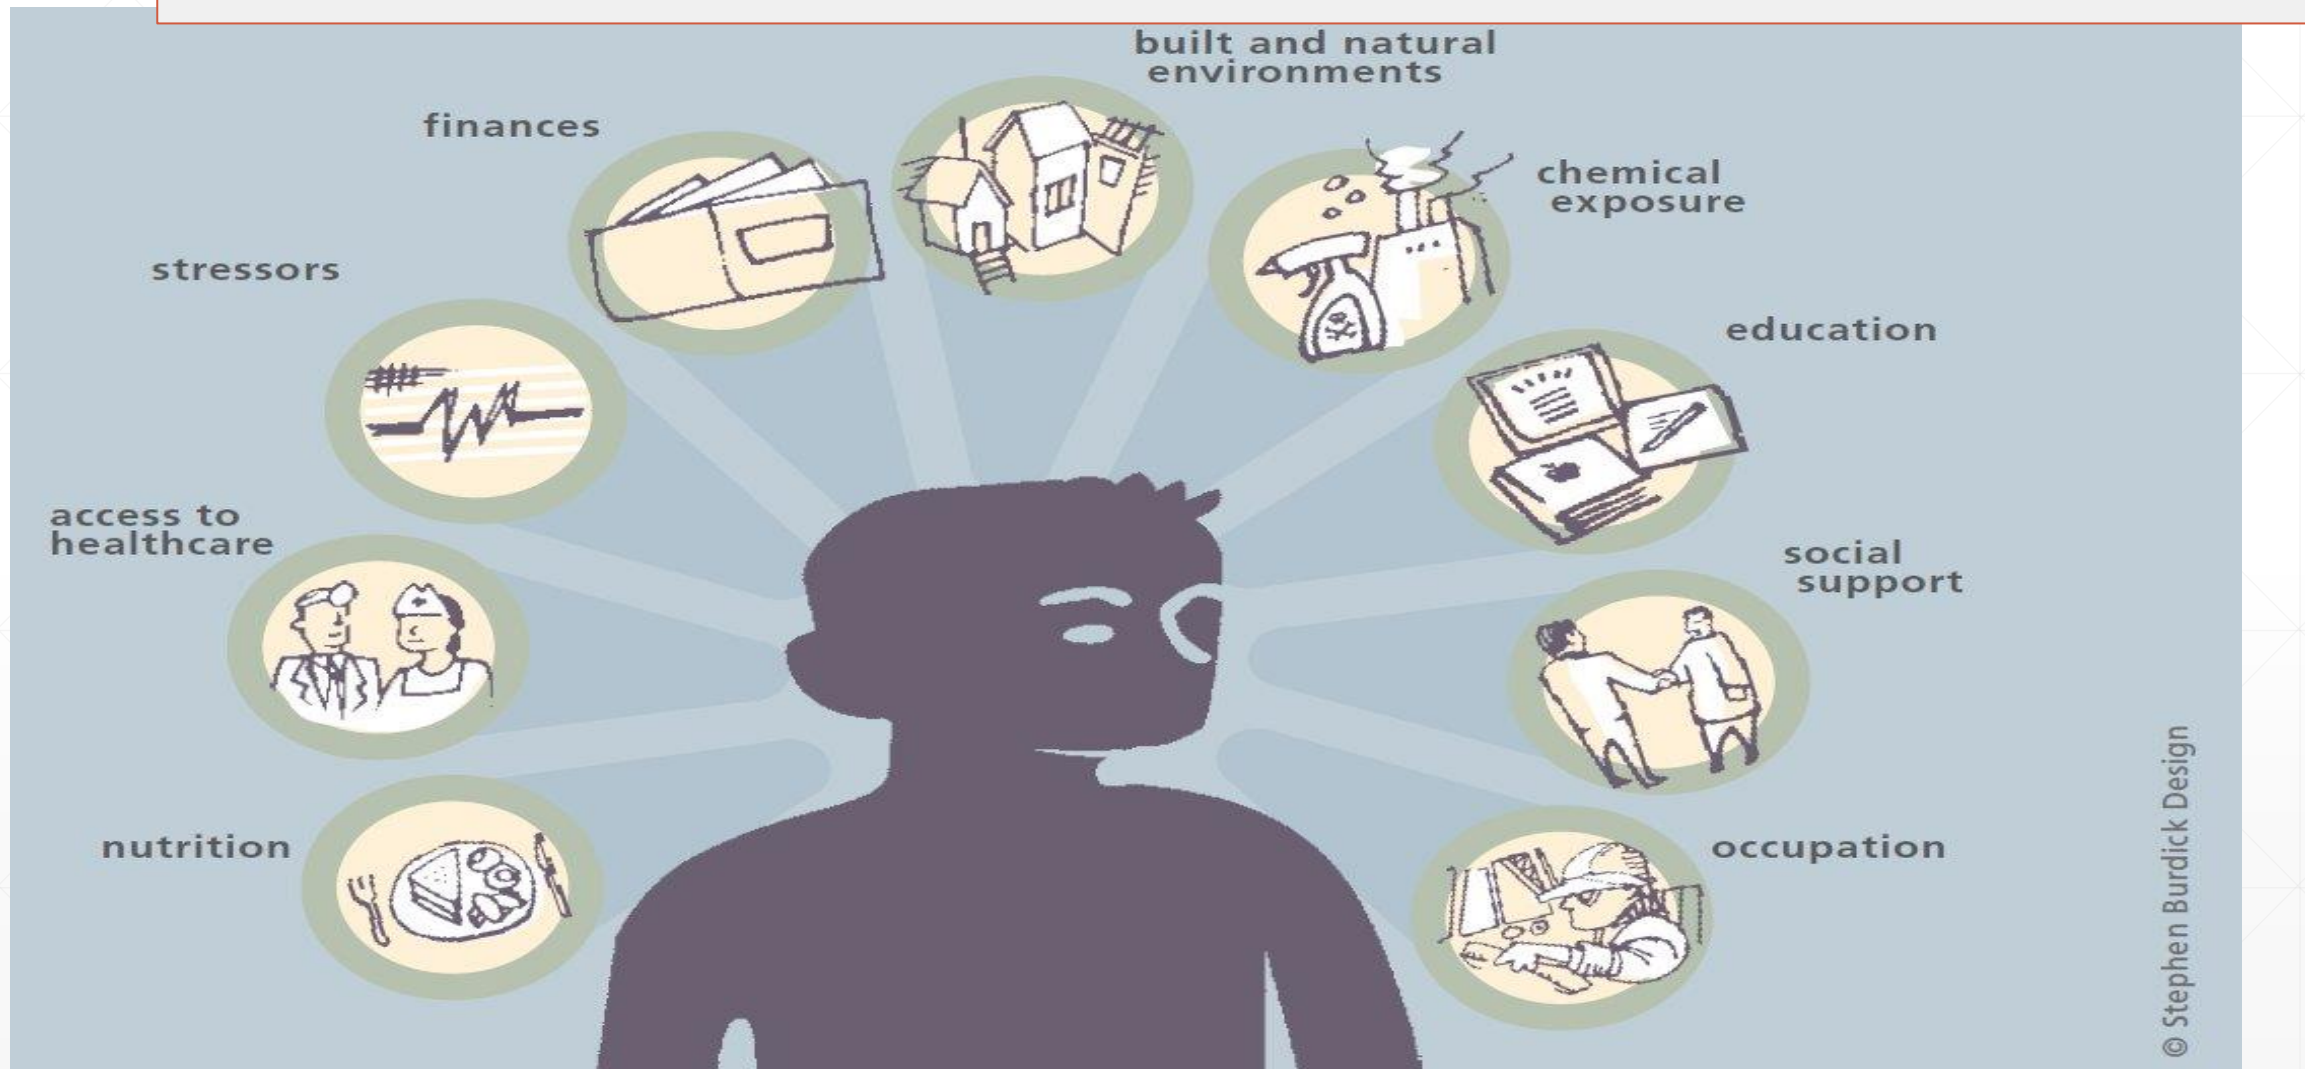 built and natural
environments
finances
chemical
exposure
stressors
education
access to
healthcare
social
support
nutrition
occupation
© Stephen Burdick Design